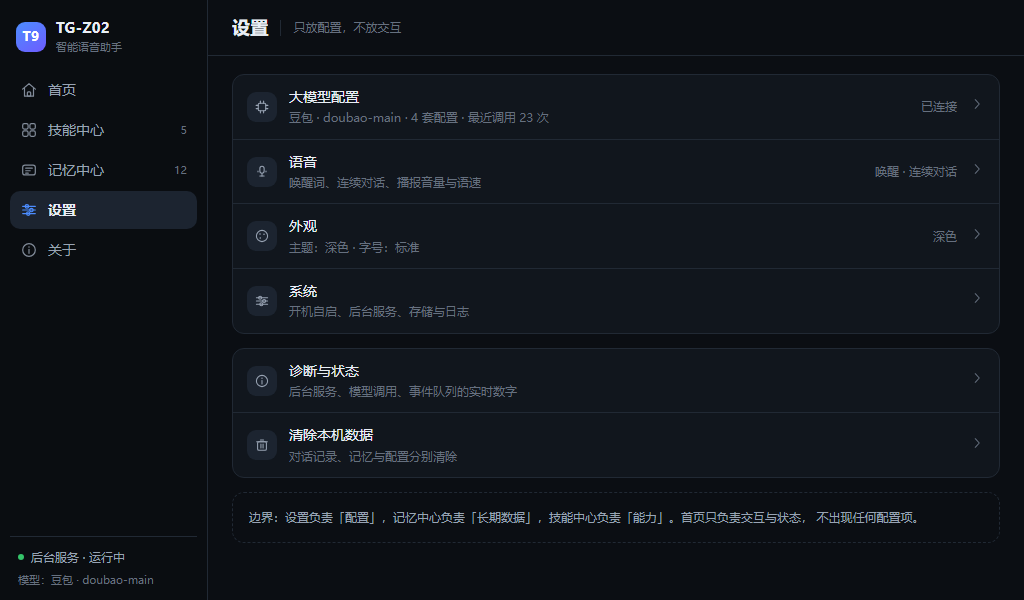 T9
TG-Z02
智能语音助手
首页
技能中心 5
记忆中心 12
设置
关于
后台服务 · 运行中
模型：豆包 · doubao-main
设置
只放配置，不放交互
大模型配置
豆包 · doubao-main · 4 套配置 · 最近调用 23 次
已连接
语音
唤醒词、连续对话、播报音量与语速
唤醒 · 连续对话
外观
主题：深色 · 字号：标准
深色
系统
开机自启、后台服务、存储与日志
诊断与状态
后台服务、模型调用、事件队列的实时数字
清除本机数据
对话记录、记忆与配置分别清除
边界：设置负责「配置」，记忆中心负责「长期数据」，技能中心负责「能力」。首页只负责交互与状态， 不出现任何配置项。